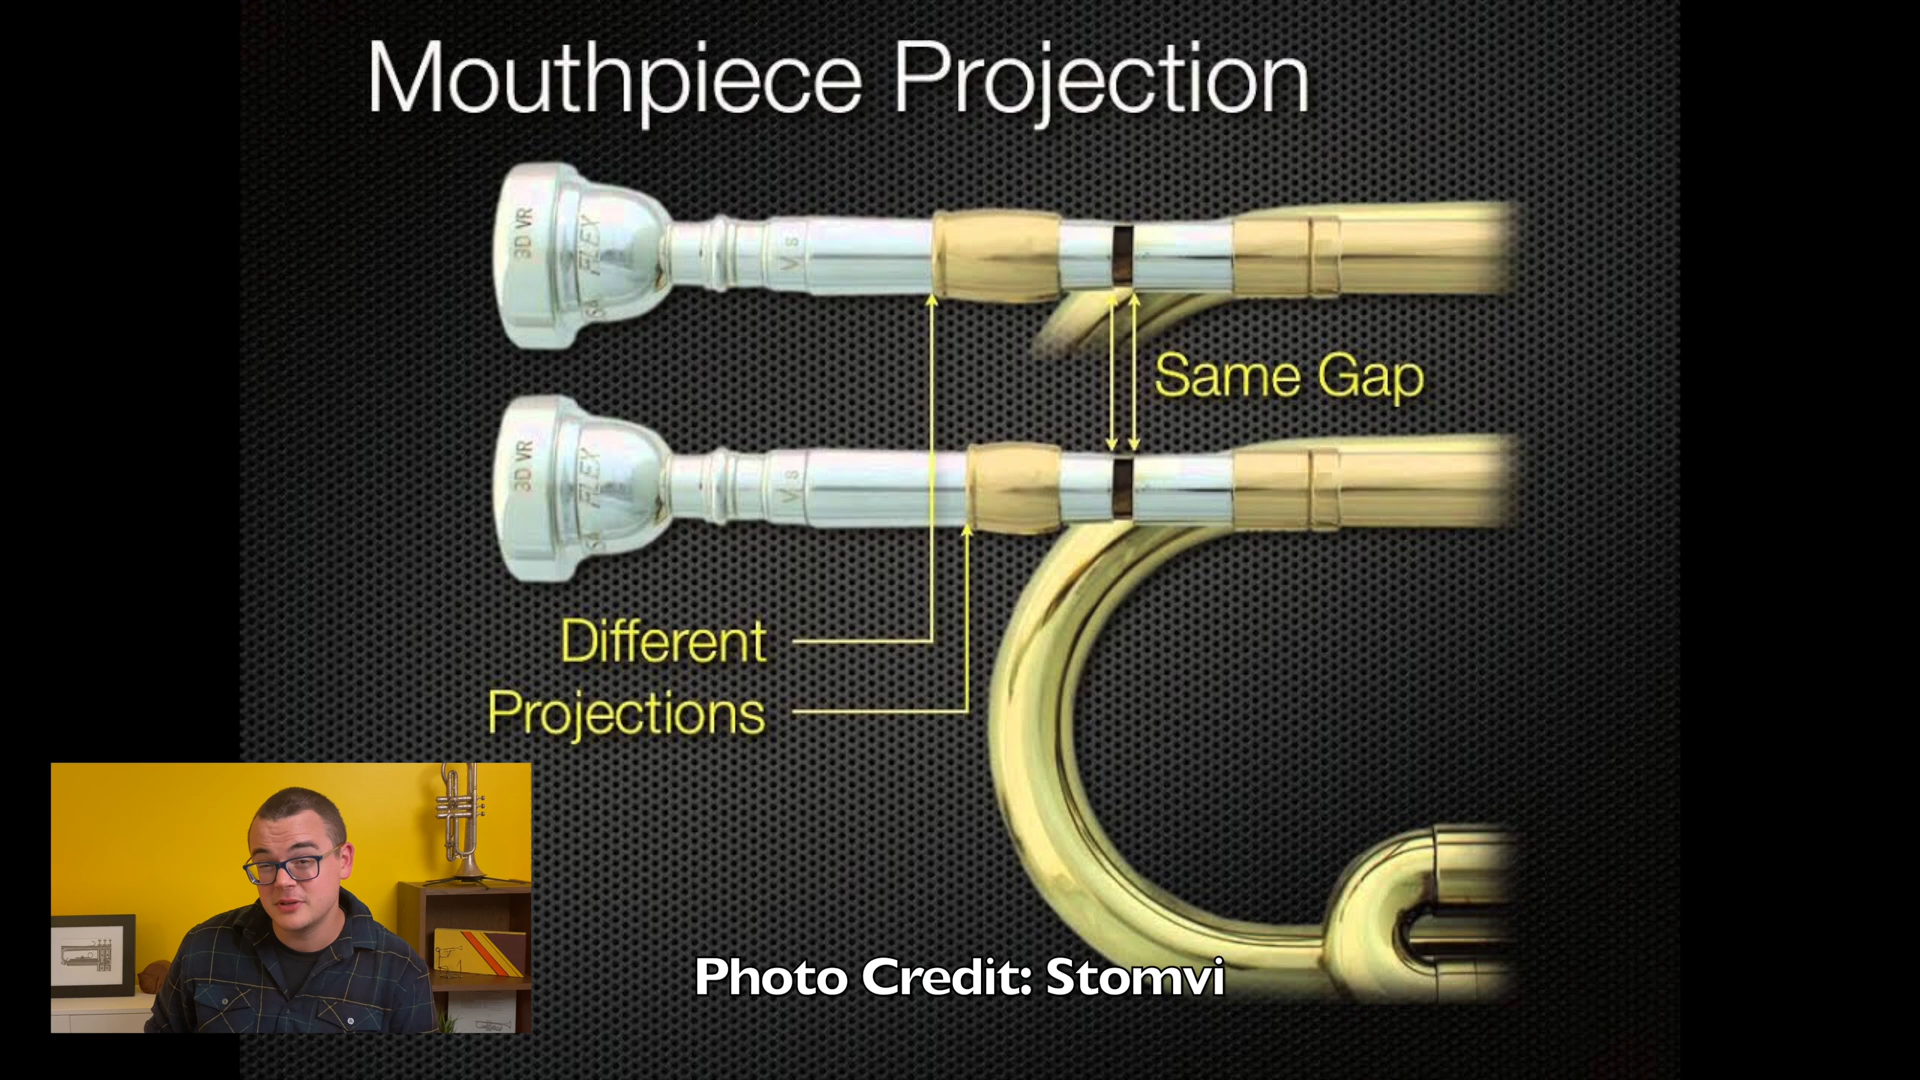 Mouthpiece Projection
3D VR
FLEX
V S
Same Gap
3D VR
FLEX
V S
Different
Projections
Photo Credit: Stomvi